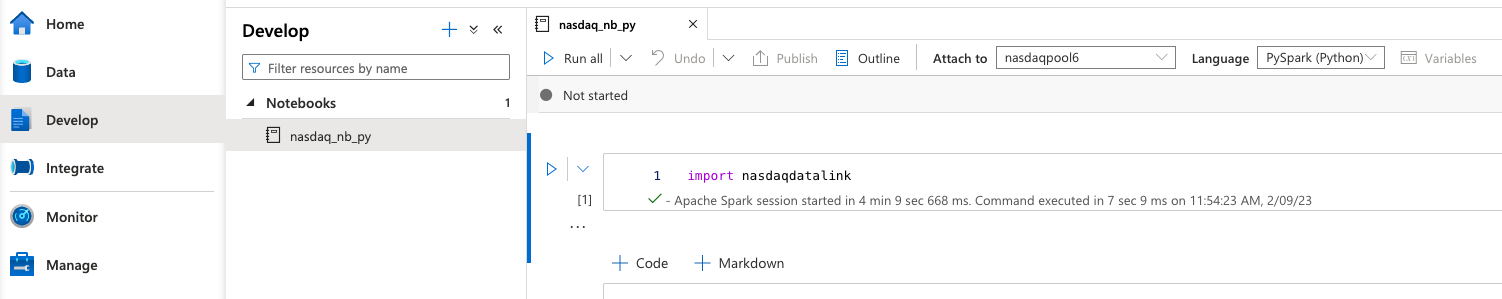 Home
Data
Develop
Integrate
Monitor
Manage
Develop
Filter resources by name
Notebooks 1
nasdaq_nb_py
nasdaq_nb_py
Run all Undo Publish Outline Attach to nasdaqpool6 Language PySpark (Python) Variables
Not started
1 import nasdaqdatalink
[1] - Apache Spark session started in 4 min 9 sec 668 ms. Command executed in 7 sec 9 ms on 11:54:23 AM, 2/09/23
...
+ Code + Markdown